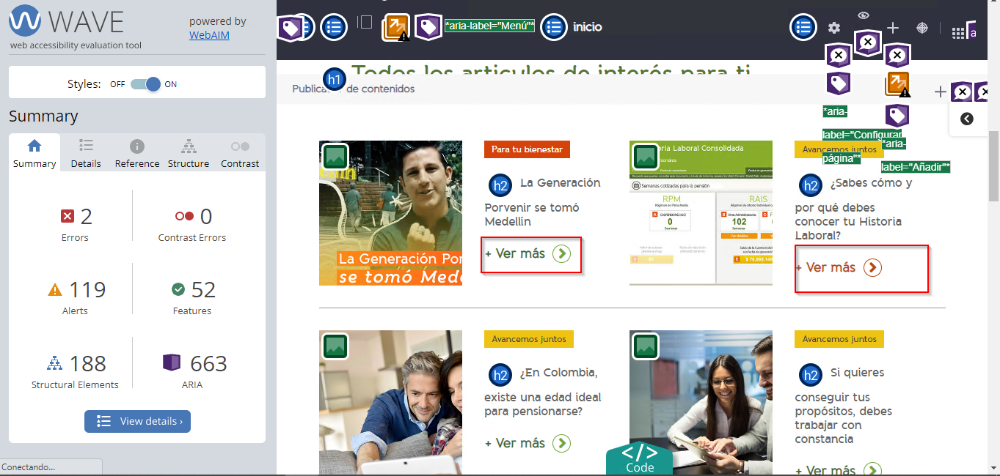 WAVE
powered by
WebAIM
web accessibility evaluation tool
Styles: OFF ON
Summary
Summary Details Reference Structure Contrast
2
Errors
0
Contrast Errors
119
Alerts
52
Features
188
Structural Elements
663
ARIA
View details ›
Conectando...
*aria-label="Menú"*
inicio
a
h1
Todos los articulos de interés para ti
Publica de contenidos
*aria-
label="Configurar
página"*
*aria-
label="Añadir"*
La Generación Por
se tomó Mede
Para tu bienestar
h2 La Generación
Porvenir se tomó
Medellín
+ Ver más
ria Laboral Consolidada
RPM
RAIS
0
102
Avancemos juntos
h2 ¿Sabes cómo y
por qué debes
conocer tu Historia
Laboral?
+ Ver más
Avancemos juntos
h2 ¿En Colombia,
existe una edad ideal
para pensionarse?
+ Ver más
Avancemos juntos
h2 Si quieres
conseguir tus
propósitos, debes
trabajar con
constancia
+ Ver más
</>
Code